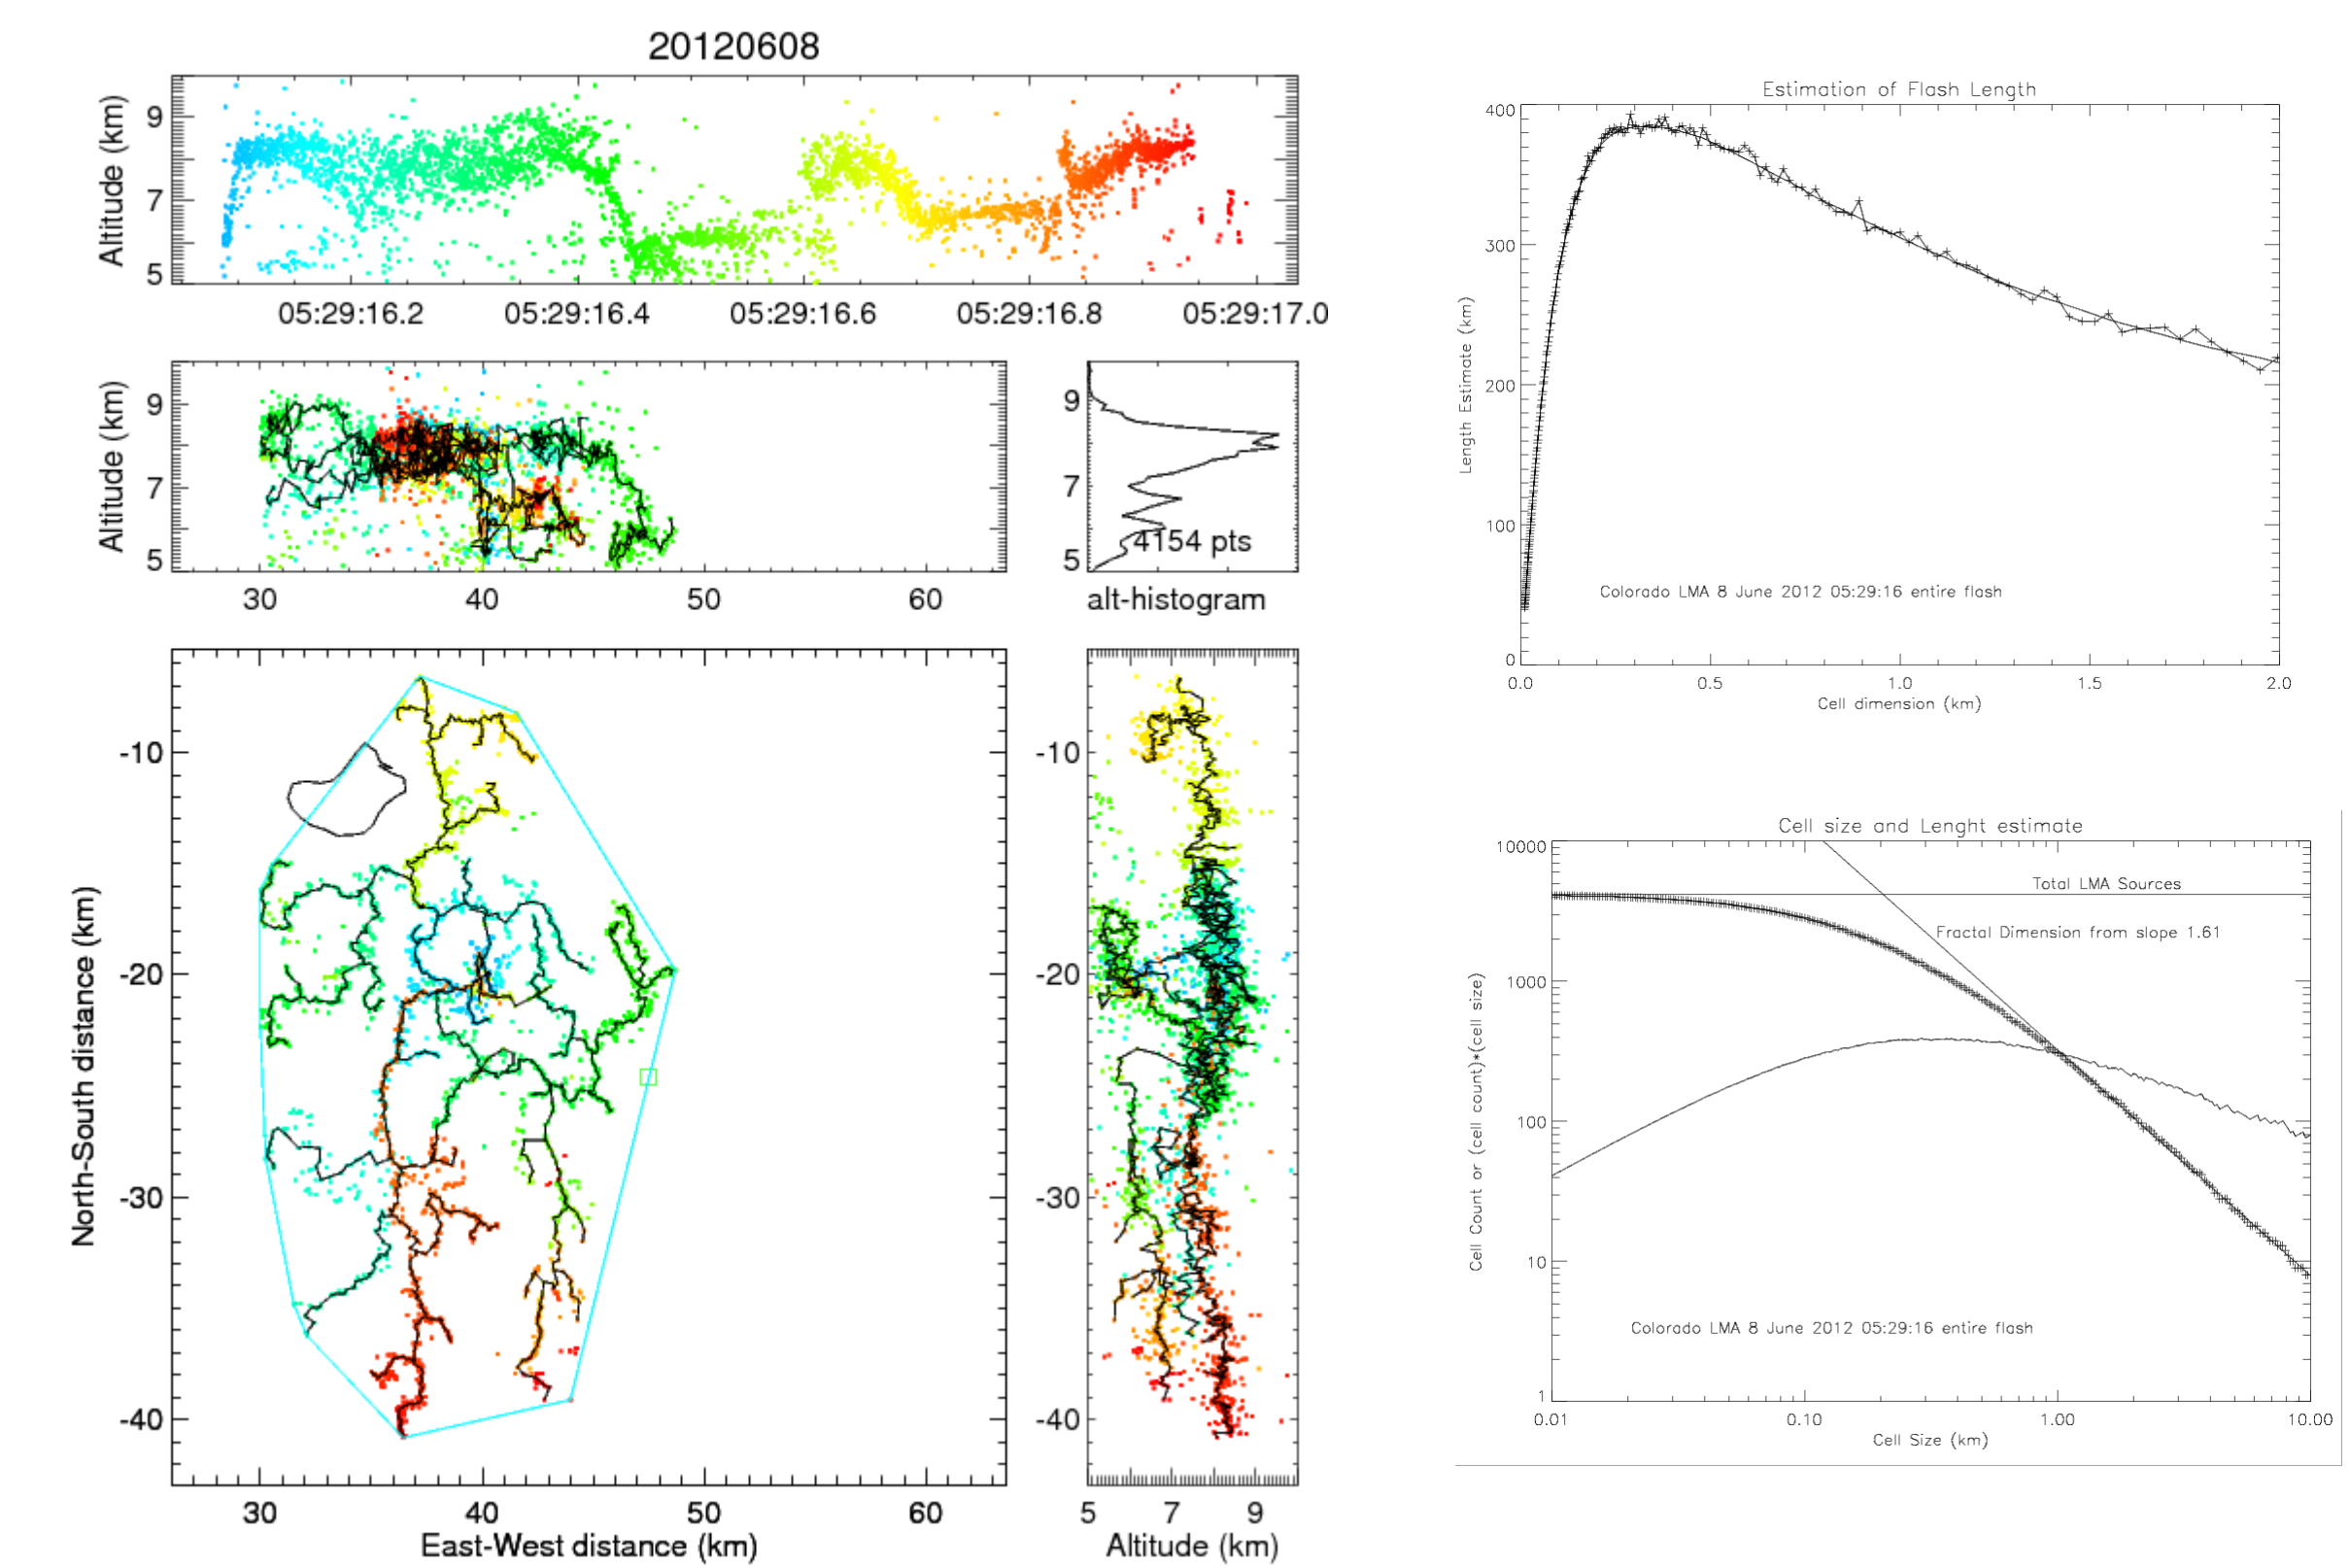 20120608
Altitude (km)
9
7
5
05:29:16.2 05:29:16.4 05:29:16.6 05:29:16.8 05:29:17.0
Altitude (km)
9
7
5
30 40 50 60
9
7
5
4154 pts
alt-histogram
North-South distance (km)
-10
-20
-30
-40
30 40 50 60
East-West distance (km)
-10
-20
-30
-40
5 7 9
Altitude (km)
Estimation of Flash Length
Length Estimate (km)
400
300
200
100
0
Colorado LMA 8 June 2012 05:29:16 entire flash
0.0 0.5 1.0 1.5 2.0
Cell dimension (km)
Cell size and Lenght estimate
Cell Count or (cell count)*(cell size)
10000
1000
100
10
1
Total LMA Sources
Fractal Dimension from slope 1.61
Colorado LMA 8 June 2012 05:29:16 entire flash
0.01 0.10 1.00 10.00
Cell Size (km)